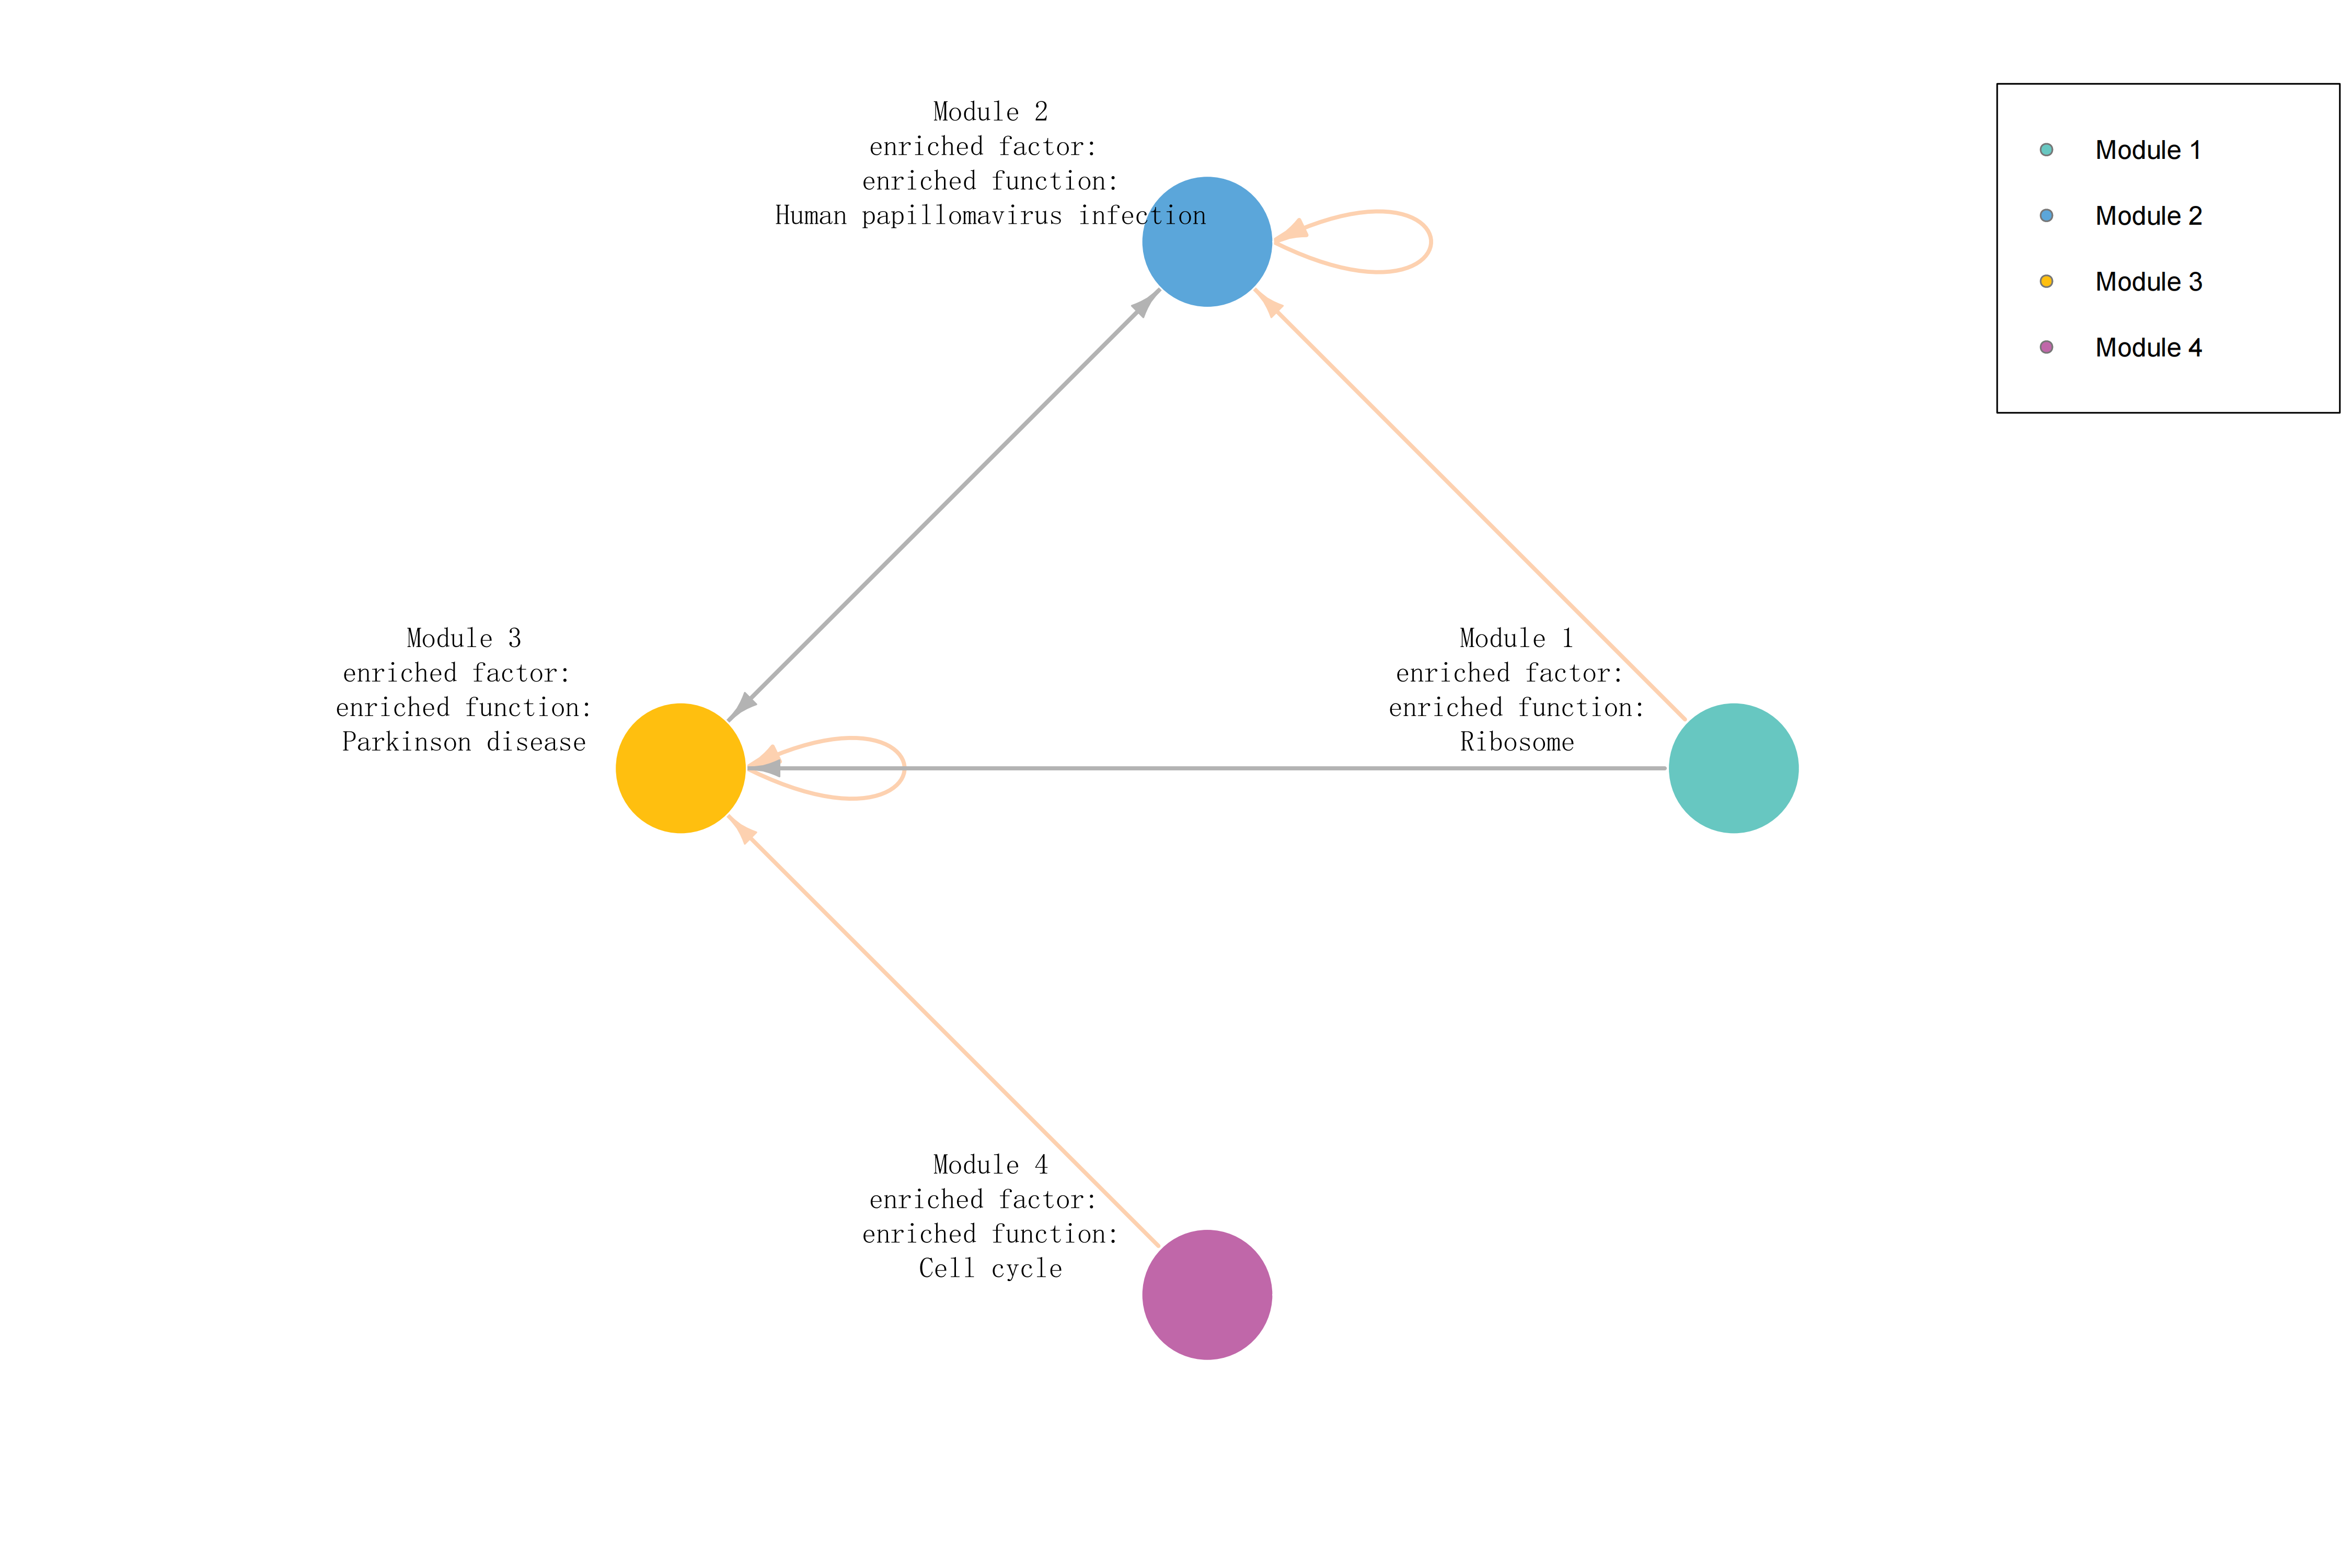 Module 2
enriched factor:
enriched function:
Human papillomavirus infection
Module 1
Module 2
Module 3
Module 4
Module 3
enriched factor:
enriched function:
Parkinson disease
Module 1
enriched factor:
enriched function:
Ribosome
Module 4
enriched factor:
enriched function:
Cell cycle